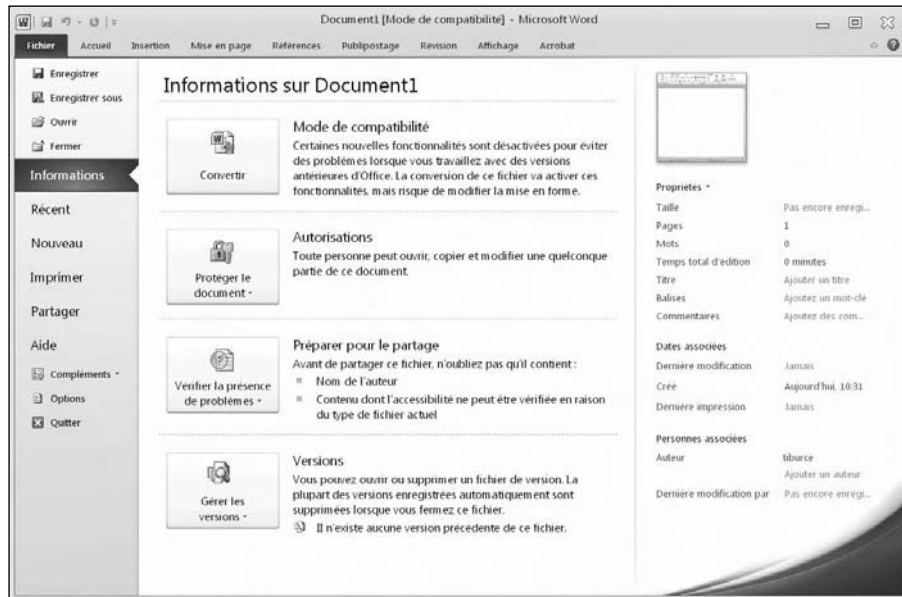 Document1 [Mode de compatibilité] - Microsoft Word
Fichier Accueil Insertion Mise en page Références Publipostage Révision Affichage Acrobat
Enregistrer
Enregistrer sous
Ouvrir
Fermer
Informations
Récent
Nouveau
Imprimer
Partager
Aide
Compléments
Options
Quitter
Informations sur Document1
Convertir
Mode de compatibilité
Certaines nouvelles fonctionnalités sont désactivées pour éviter
des problèmes lorsque vous travaillez avec des versions
antérieures d'Office. La conversion de ce fichier va activer ces
fonctionnalités, mais risque de modifier la mise en forme.
Protéger le
document
Autorisations
Toute personne peut ouvrir, copier et modifier une quelconque
partie de ce document.
Vérifier la présence
de problèmes
Préparer pour le partage
Avant de partager ce fichier, n'oubliez pas qu'il contient :
Nom de l'auteur
Contenu dont l'accessibilité ne peut être vérifiée en raison
du type de fichier actuel
Gérer les
versions
Versions
Vous pouvez ouvrir ou supprimer un fichier de version. La
plupart des versions enregistrées automatiquement sont
supprimées lorsque vous fermez ce fichier.
Il n'existe aucune version précédente de ce fichier.
Propriétés
Taille Pas encore enregi...
Pages 1
Mots 0
Temps total d'édition 0 minutes
Titre Ajouter un titre
Balises Ajoutez un mot-clé
Commentaires Ajoutez des com...
Dates associées
Dernière modification Jamais
Créé Aujourd'hui, 10:31
Dernière impression Jamais
Personnes associées
Auteur tiburce
Ajouter un auteur
Dernière modification par Pas encore enregi...